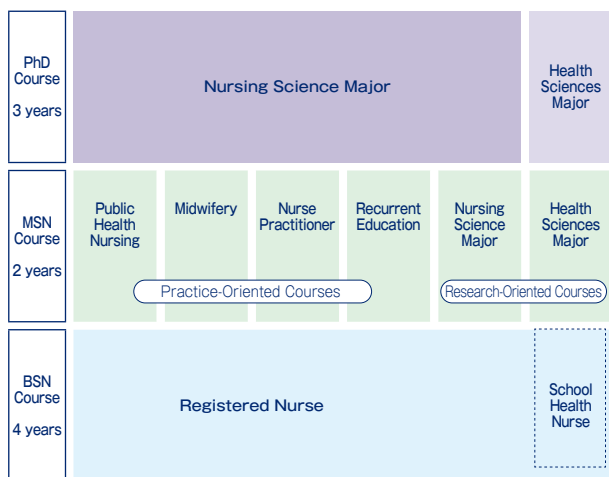 PhD
Course
3 years
Nursing Science Major
Health
Sciences
Major
MSN
Course
2 years
Public
Health
Nursing
Midwifery
Nurse
Practitioner
Recurrent
Education
Nursing
Science
Major
Health
Sciences
Major
Practice-Oriented Courses
Research-Oriented Courses
BSN
Course
4 years
Registered Nurse
School
Health
Nurse